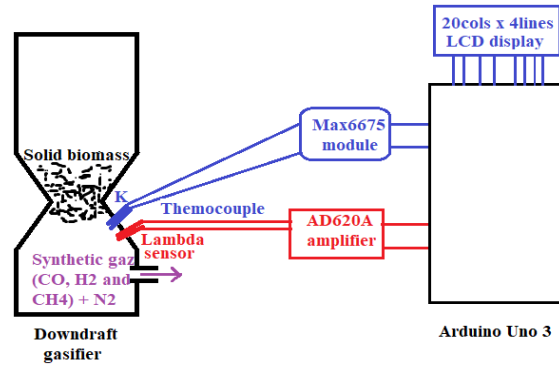 20cols x 4lines
LCD display
Max6675
module
Solid biomass
K
Themocouple
AD620A
amplifier
Lambda
sensor
Synthetic gaz
(CO, H2 and
CH4) + N2
Downdraft
gasifier
Arduino Uno 3